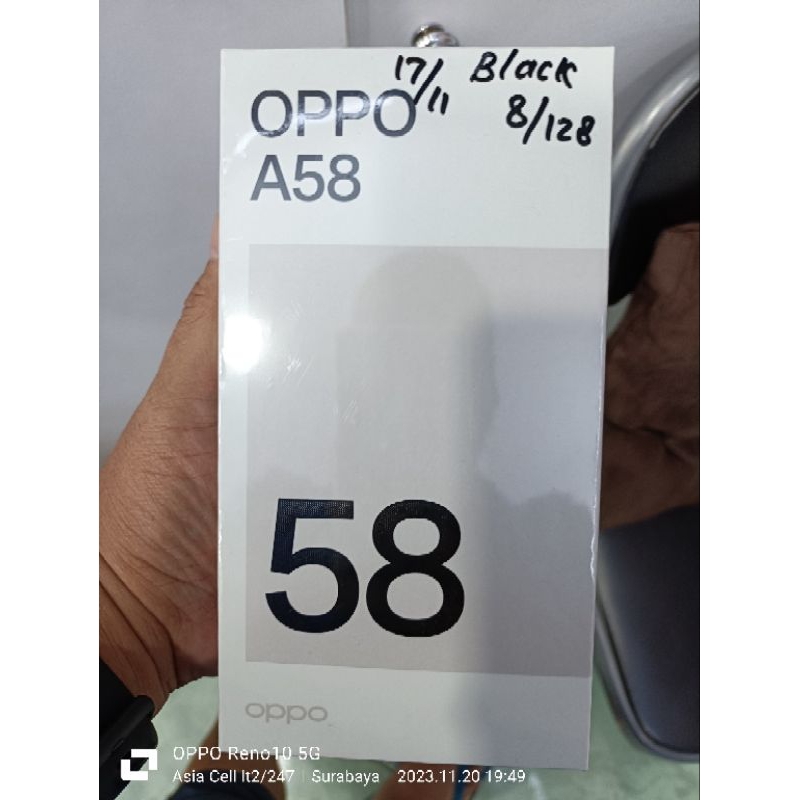 17/11 Black
OPPO
8/128
A58
58
oppo
OPPO Reno10 5G
Asia Cell lt2/247 | Surabaya 2023.11.20 19:49